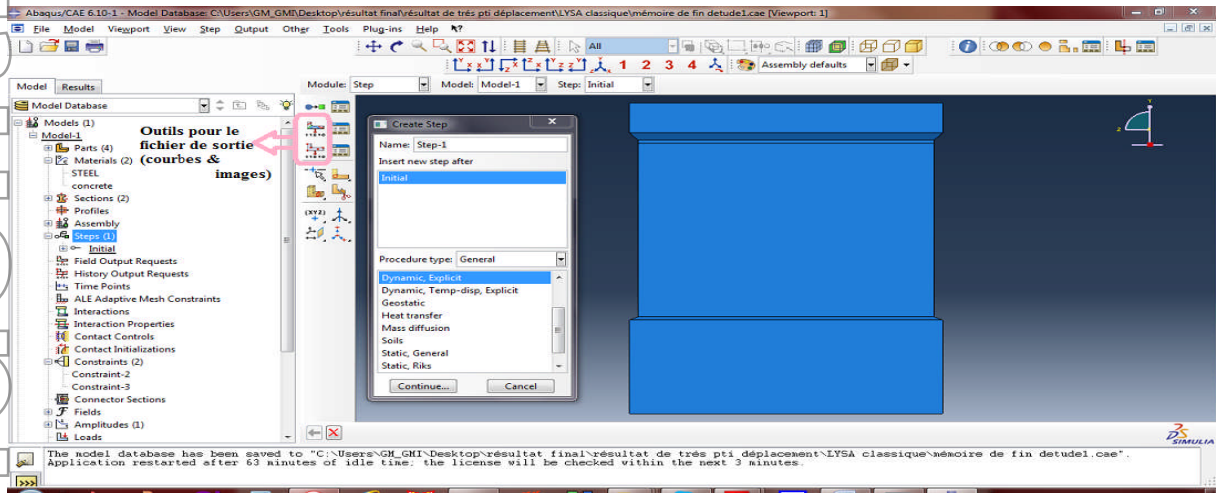 Abaqus/CAE 6.10-1 - Model Database: C:\Users\GM_GMI\Desktop\résultat final\résultat de trés pti déplacement\LYSA classique\mémoire de fin detude1.cae [Viewport: 1]
File Model Viewport View Step Output Other Tools Plug-ins Help
All
1 2 3 4 Assembly defaults
Model Results
Module: Step Model: Model-1 Step: Initial
Model Database
Models (1)
Model-1
Parts (4)
Materials (2)
STEEL
concrete
Sections (2)
Profiles
Assembly
Steps (1)
Initial
Field Output Requests
History Output Requests
Time Points
ALE Adaptive Mesh Constraints
Interactions
Interaction Properties
Contact Controls
Contact Initializations
Constraints (2)
Constraint-2
Constraint-3
Connector Sections
Fields
Amplitudes (1)
Loads
Outils pour le
fichier de sortie
(courbes &
images)
(XYZ)
Create Step
Name: Step-1
Insert new step after
Initial
Procedure type: General
Dynamic, Explicit
Dynamic, Temp-disp, Explicit
Geostatic
Heat transfer
Mass diffusion
Soils
Static, General
Static, Riks
Continue... Cancel
Y
Z
SIMULIA
The model database has been saved to "C:\Users\GM_GMI\Desktop\résultat final\résultat de trés pti déplacement\LYSA classique\mémoire de fin detude1.cae".
Application restarted after 63 minutes of idle time; the license will be checked within the next 3 minutes.
>>>